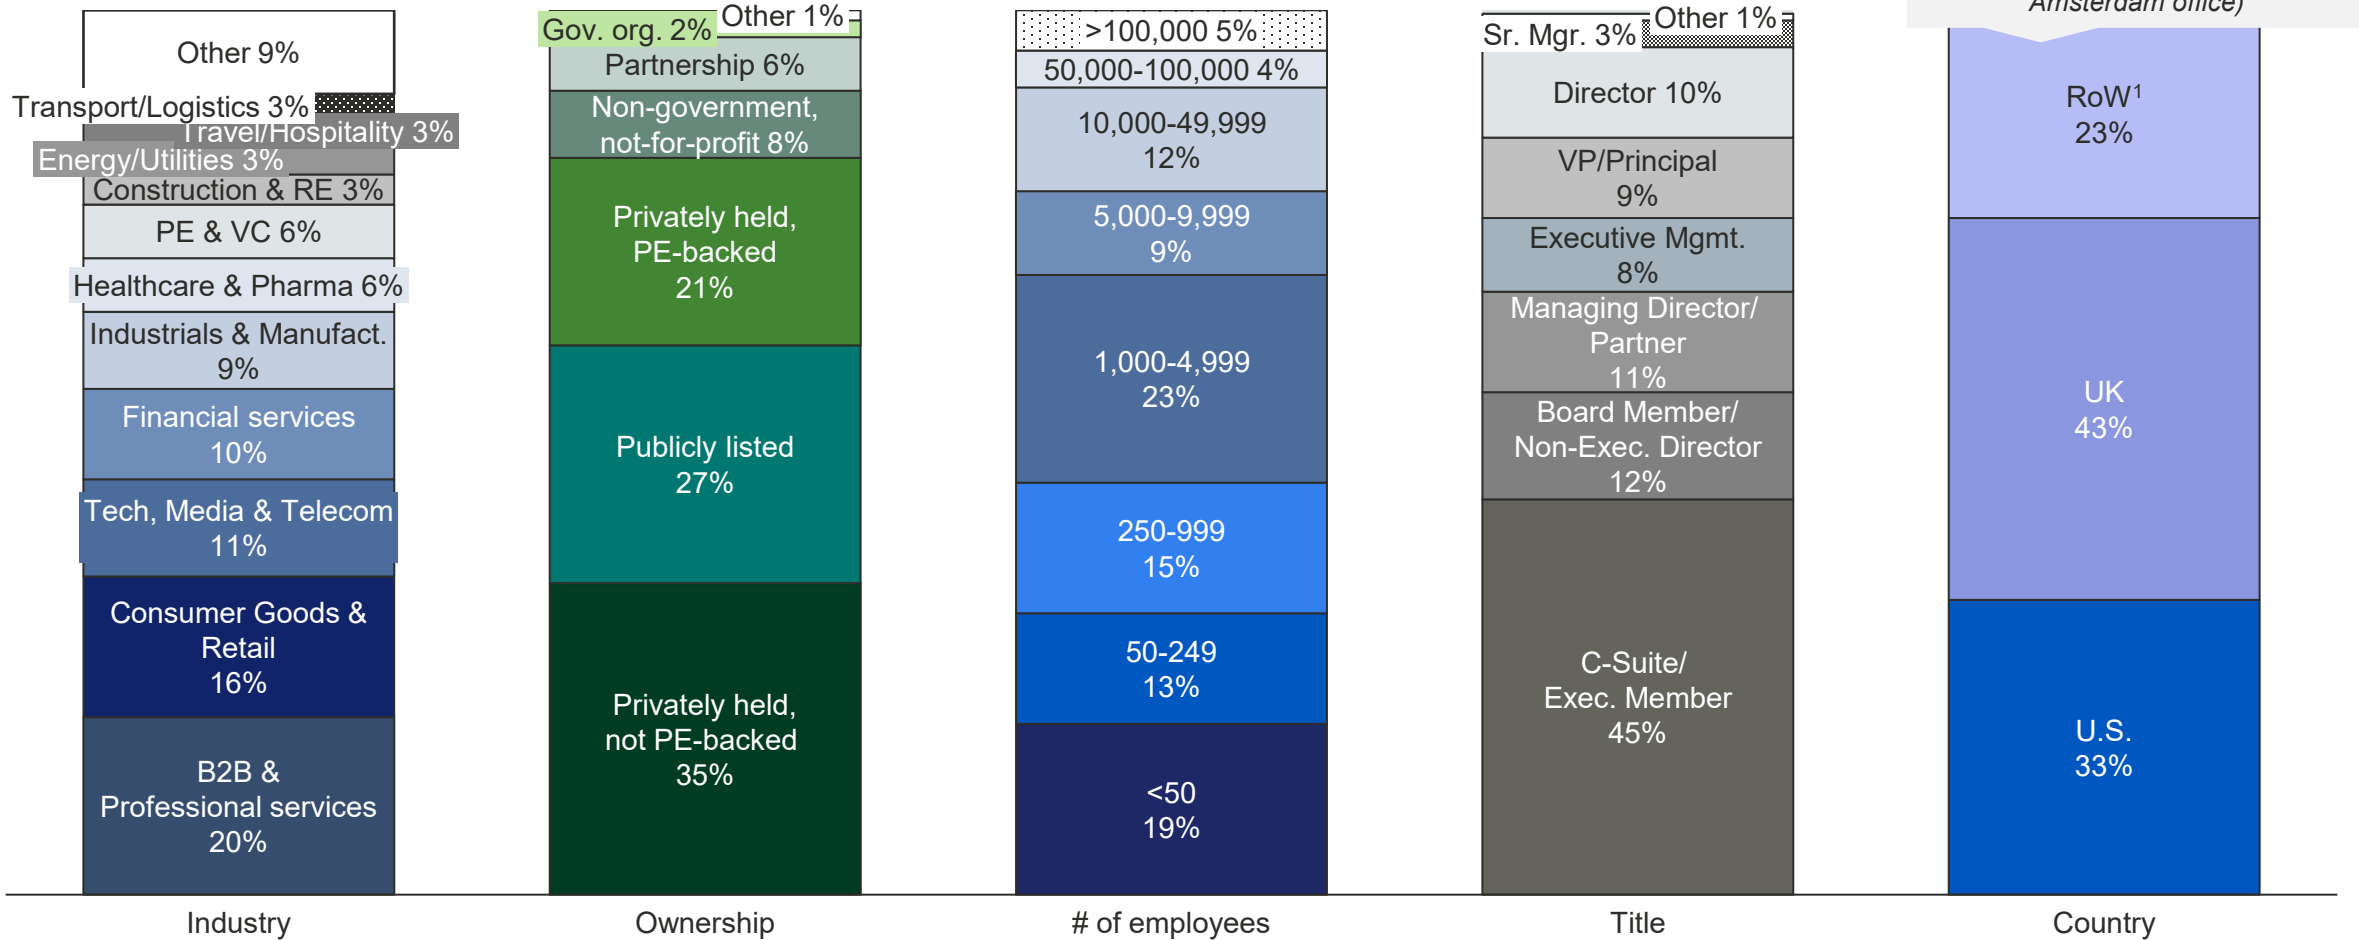 Other 9%
Transport/Logistics 3%
Travel/Hospitality 3%
Energy/Utilities 3%
Construction & RE 3%
PE & VC 6%
Healthcare & Pharma 6%
Industrials & Manufact.
9%
Financial services
10%
Tech, Media & Telecom
11%
Consumer Goods &
Retail
16%
B2B &
Professional services
20%
Industry
Other 1%
Gov. org. 2%
Partnership 6%
Non-government,
not-for-profit 8%
Privately held,
PE-backed
21%
Publicly listed
27%
Privately held,
not PE-backed
35%
Ownership
>100,000 5%
50,000-100,000 4%
10,000-49,999
12%
5,000-9,999
9%
1,000-4,999
23%
250-999
15%
50-249
13%
<50
19%
# of employees
Other 1%
Sr. Mgr. 3%
Director 10%
VP/Principal
9%
Executive Mgmt.
8%
Managing Director/
Partner
11%
Board Member/
Non-Exec. Director
12%
C-Suite/
Exec. Member
45%
Title
Amsterdam office)
RoW¹
23%
UK
43%
U.S.
33%
Country